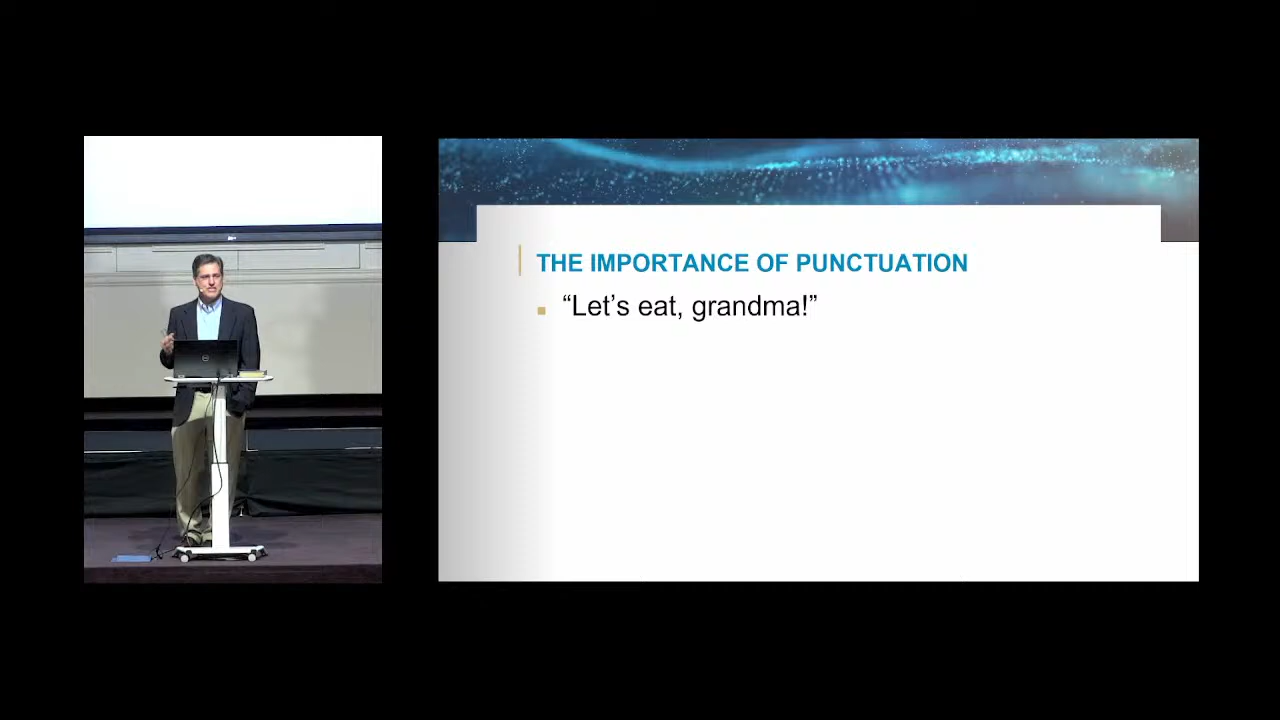 THE IMPORTANCE OF PUNCTUATION
“Let’s eat, grandma!”